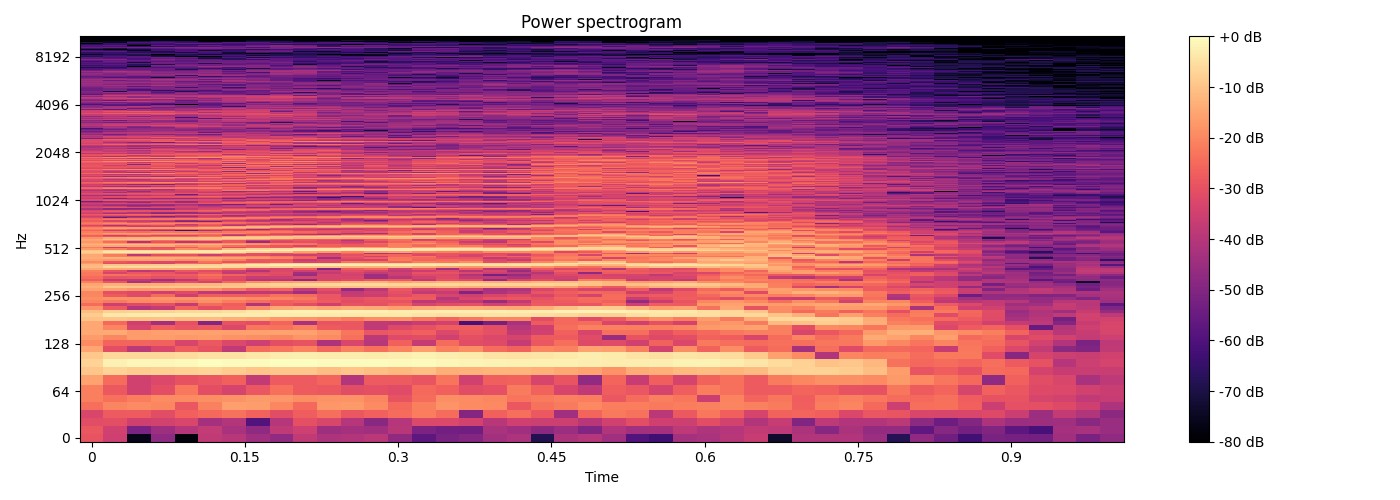 Power spectrogram
Hz
8192
4096
2048
1024
512
256
128
64
0
0 0.15 0.3 0.45 0.6 0.75 0.9
Time
+0 dB
-10 dB
-20 dB
-30 dB
-40 dB
-50 dB
-60 dB
-70 dB
-80 dB